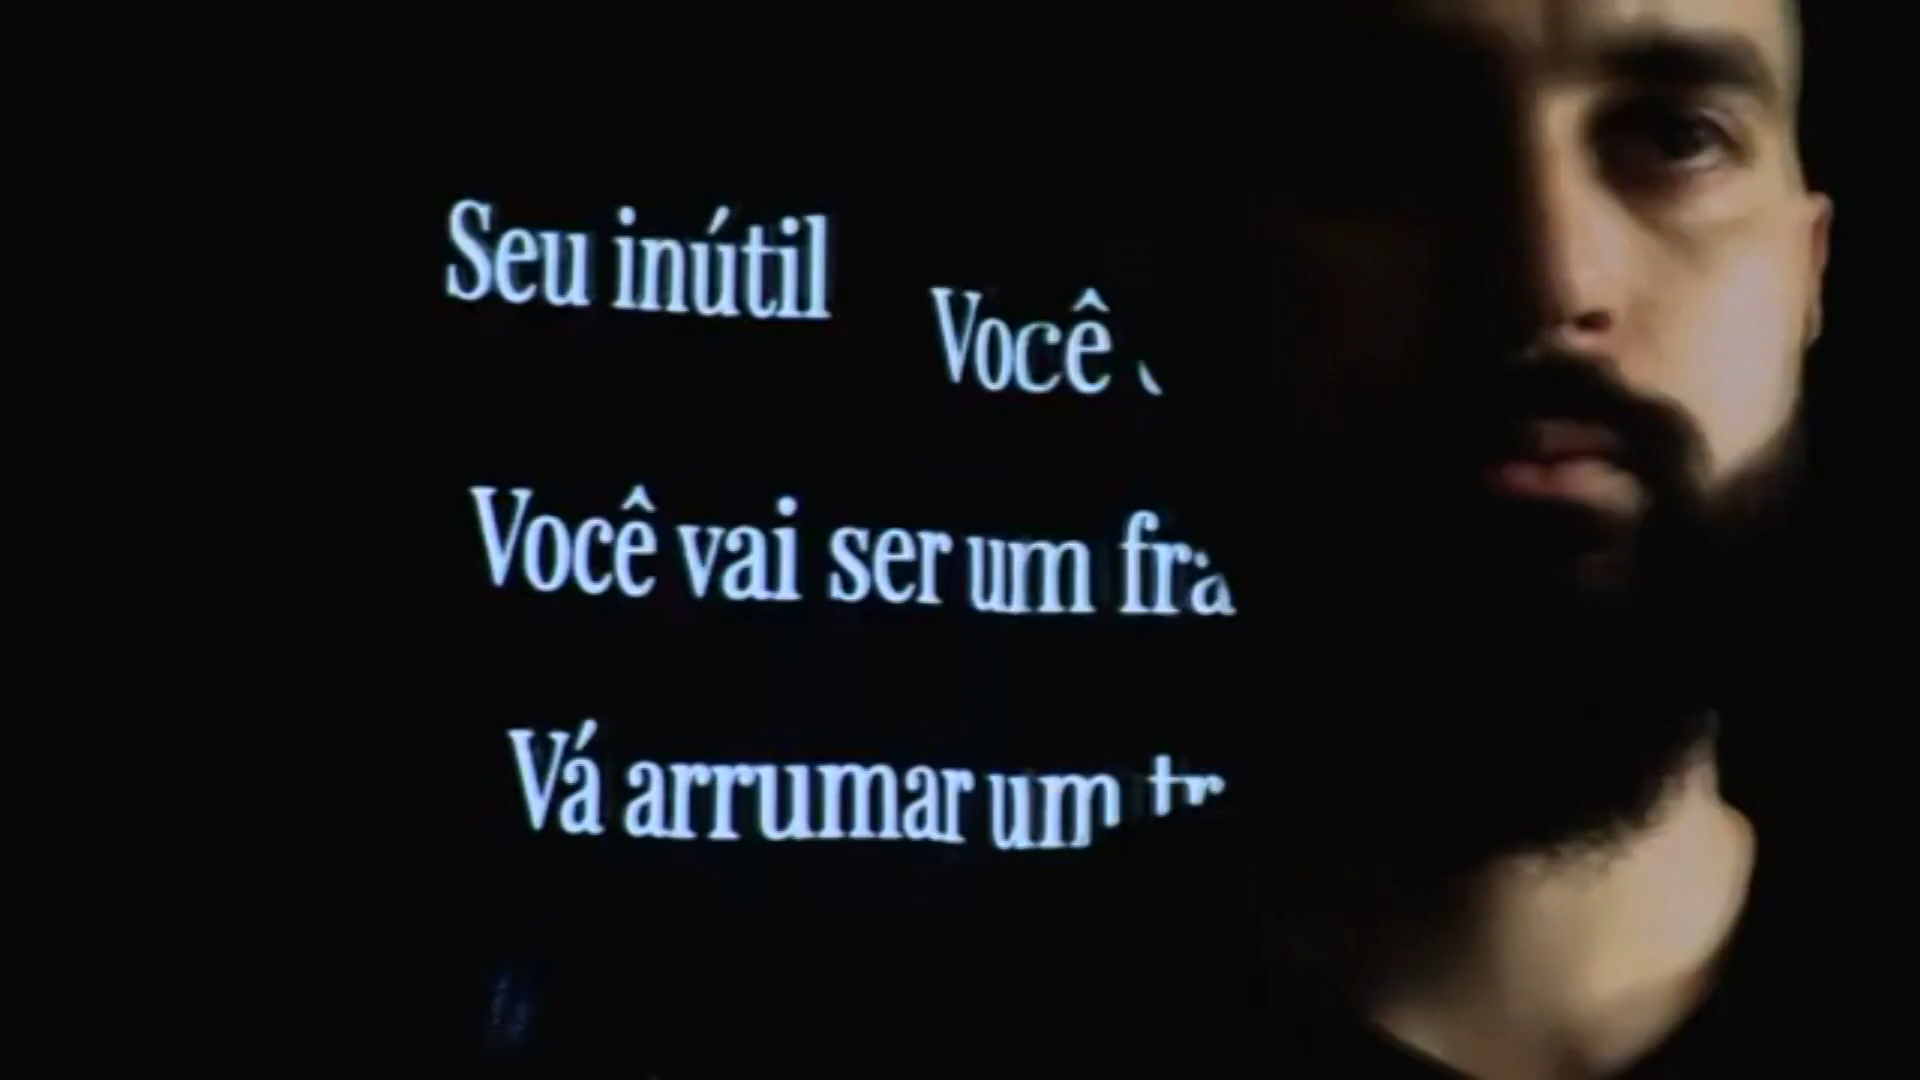 Seu inútil
Você
Você vai ser um
Vá arrumar um